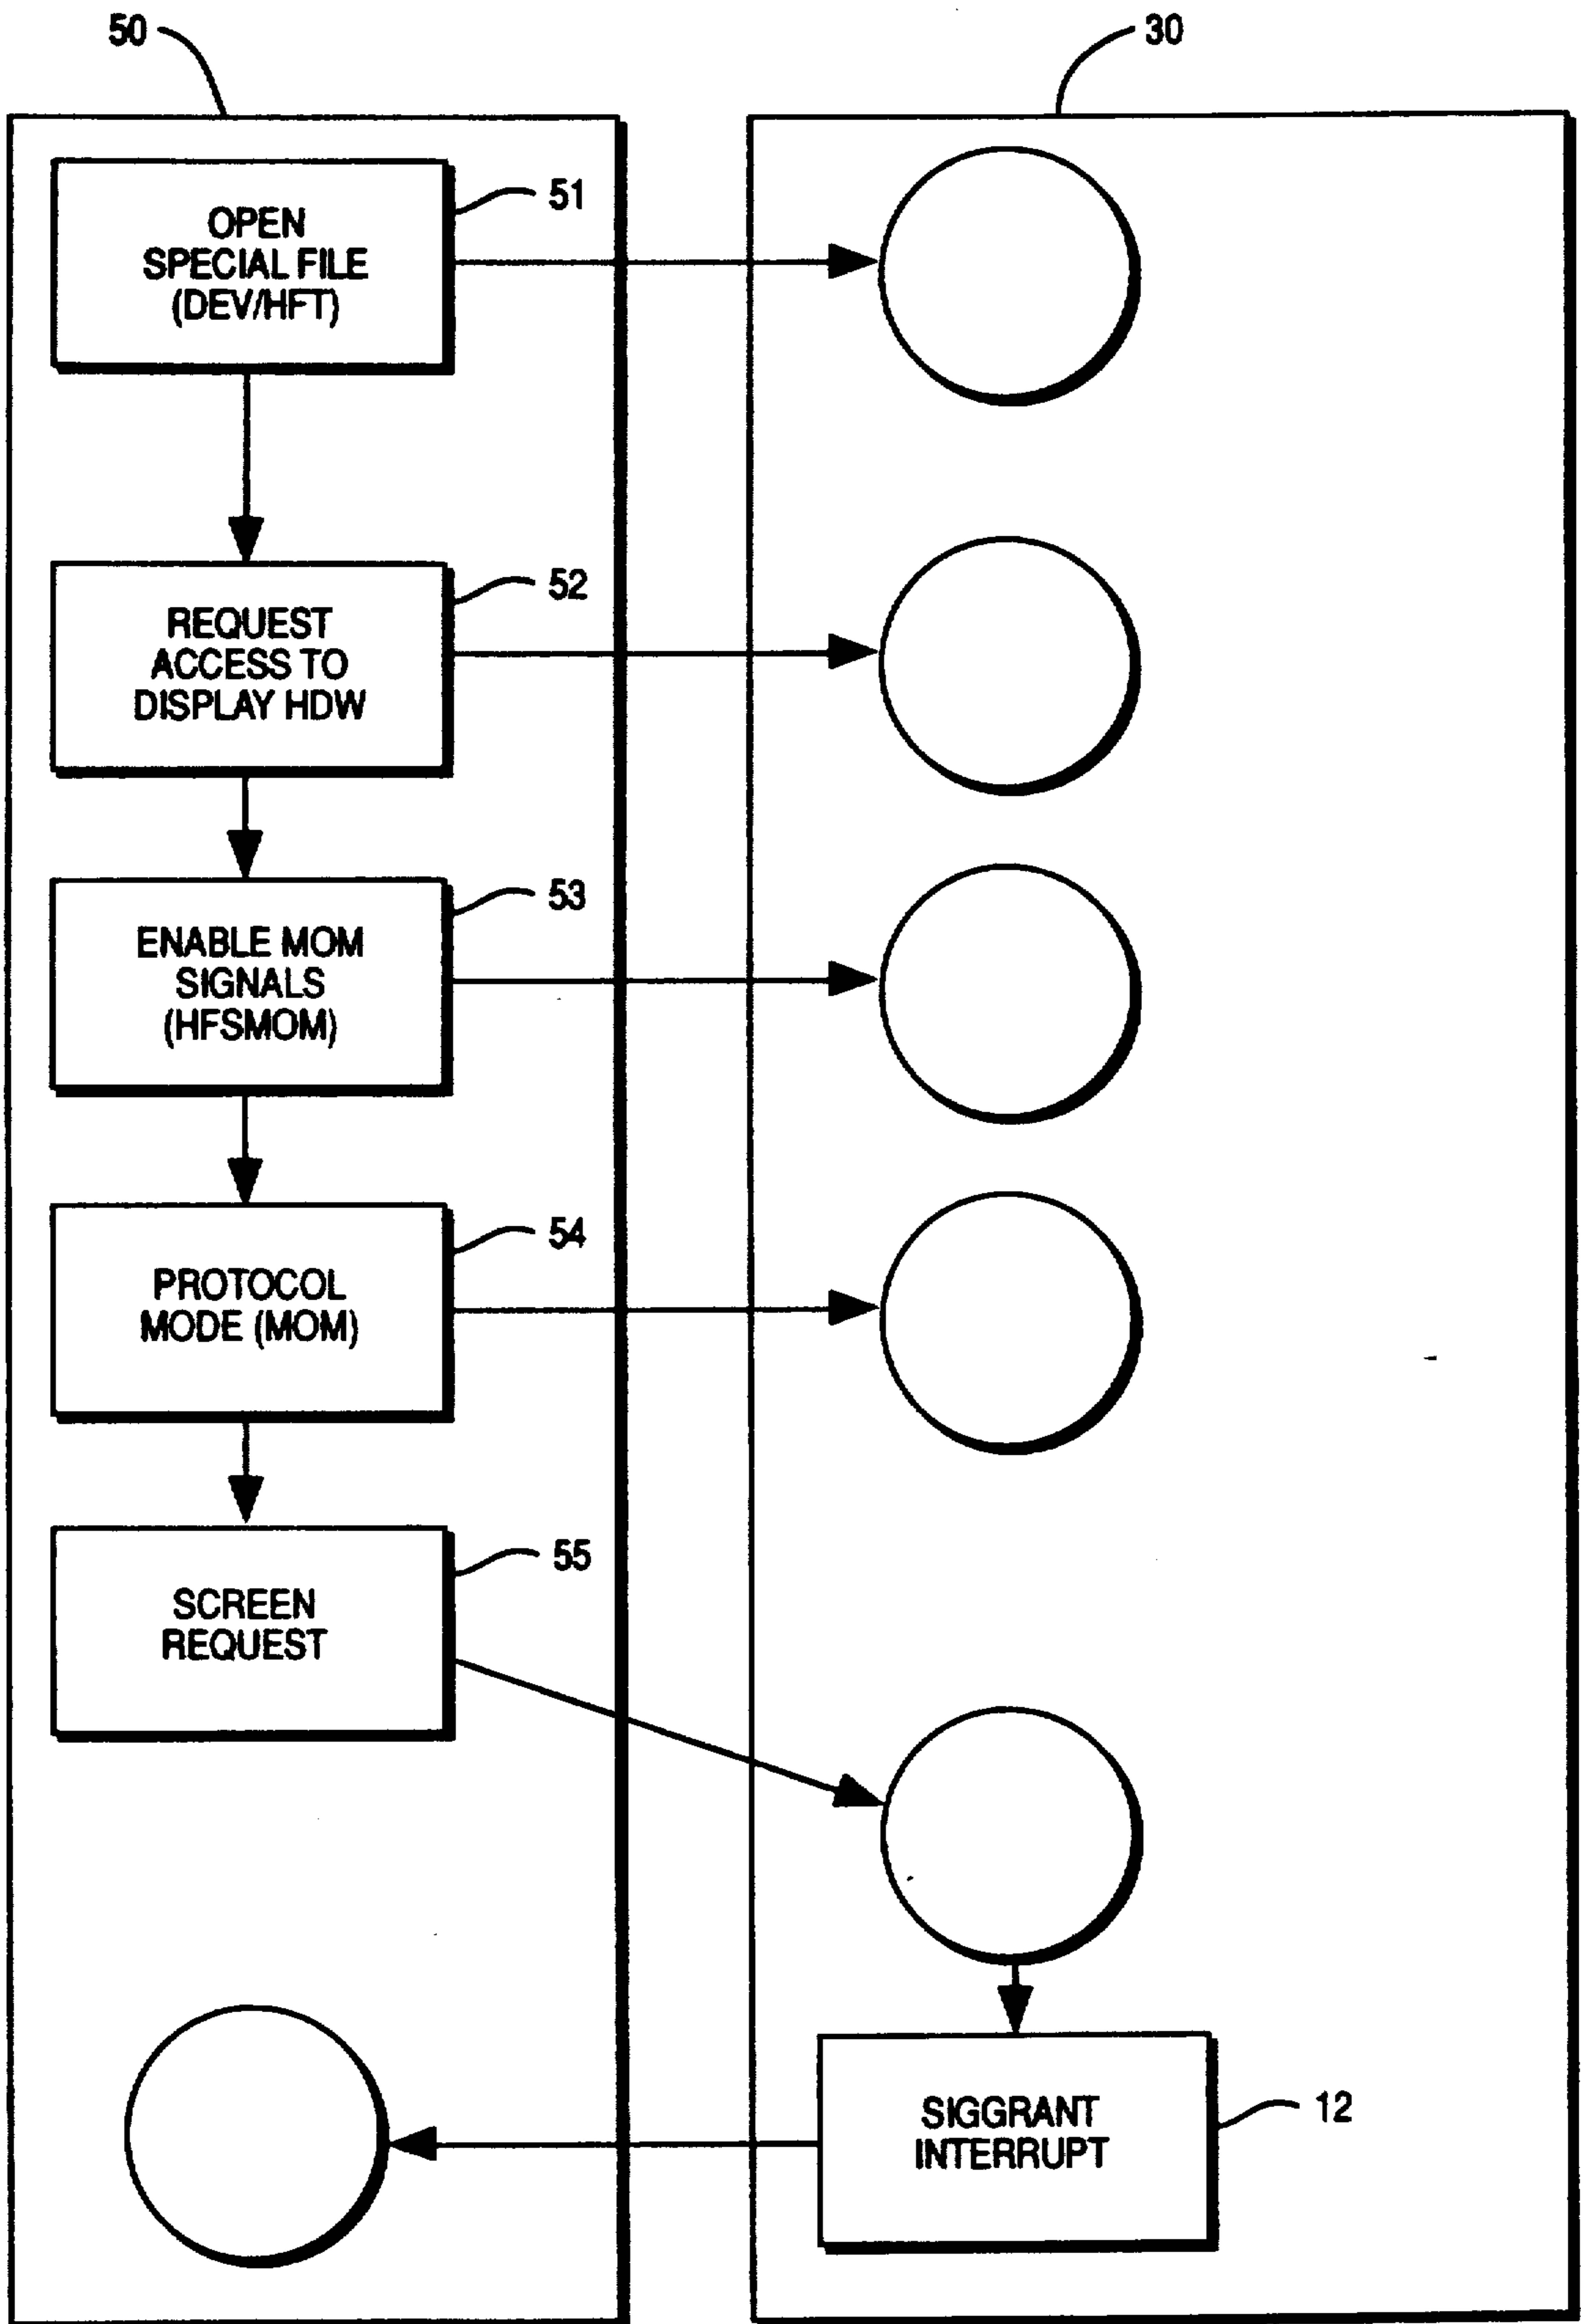 50
30
51
OPEN
SPECIAL FILE
(DEV/HFT)
52
REQUEST
ACCESS TO
DISPLAY HDW
53
ENABLE MOM
SIGNALS
(HFSMOM)
54
PROTOCOL
MODE (MOM)
55
SCREEN
REQUEST
12
SIGGRANT
INTERRUPT